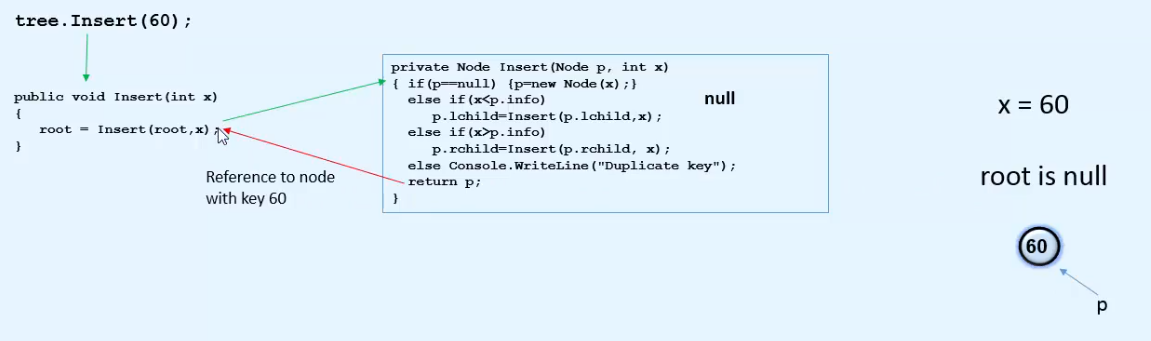 tree.Insert(60);
public void Insert(int x)
{
root = Insert(root,x);
}
Reference to node
with key 60
private Node Insert(Node p, int x)
{ if(p==null) {p=new Node(x);}
else if(x<p.info)
p.lchild=Insert(p.lchild,x);
else if(x>p.info)
p.rchild=Insert(p.rchild, x);
else Console.WriteLine("Duplicate key");
return p;
}
null
x = 60
root is null
60
p